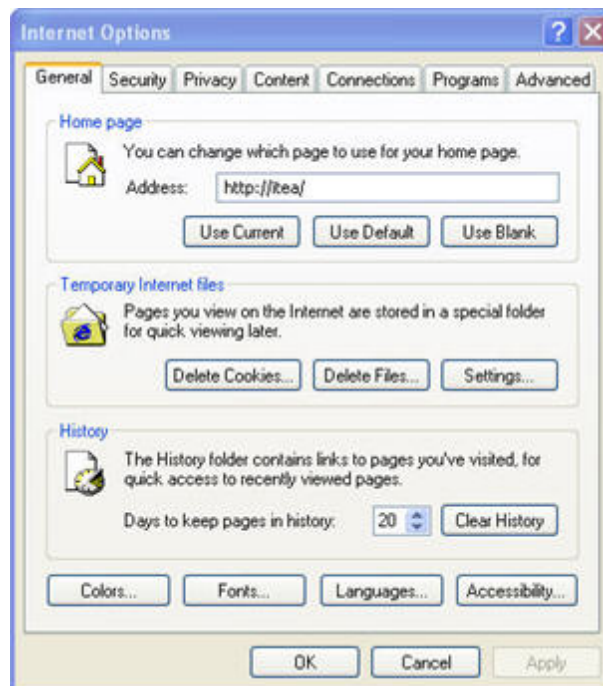 Internet Options
General Security Privacy Content Connections Programs Advanced
Home page
You can change which page to use for your home page.
Address: http://itea/
Use Current Use Default Use Blank
Temporary Internet files
Pages you view on the Internet are stored in a special folder
for quick viewing later.
Delete Cookies... Delete Files... Settings...
History
The History folder contains links to pages you've visited, for
quick access to recently viewed pages.
Days to keep pages in history: 20 Clear History
Colors... Fonts... Languages... Accessibility...
OK Cancel Apply